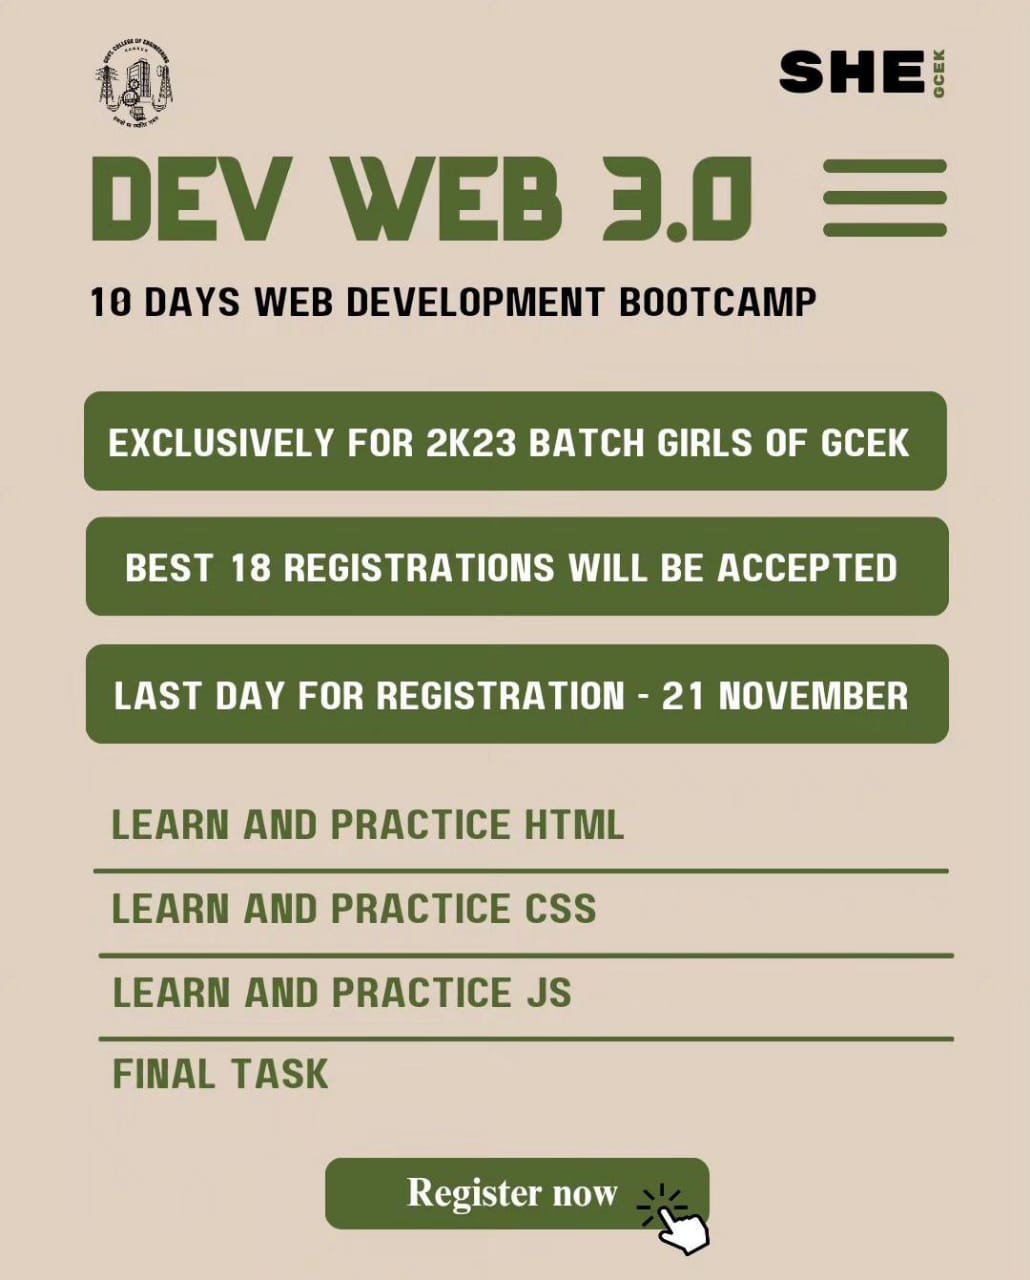 GOVT. COLLEGE OF ENGINEERING
KANNUR
SHE
GCEK
DEV WEB 3.0
10 DAYS WEB DEVELOPMENT BOOTCAMP
EXCLUSIVELY FOR 2K23 BATCH GIRLS OF GCEK
BEST 18 REGISTRATIONS WILL BE ACCEPTED
LAST DAY FOR REGISTRATION - 21 NOVEMBER
LEARN AND PRACTICE HTML
LEARN AND PRACTICE CSS
LEARN AND PRACTICE JS
FINAL TASK
Register now